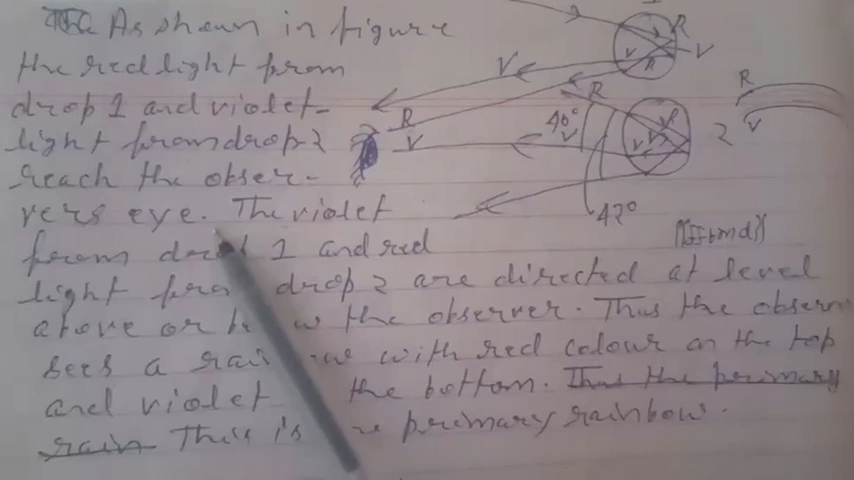 As shown in figure
the red light from
drop 1 and violet
light from drop 2
reach the obser-
vers eye. The violet
from drop 1 and red
light from drop 2 are directed at level
above or below the observer. Thus the observer
sees a rainbow with red colour on the top
and violet the bottom. Thus the primary
rain This is the primary rainbow.
R
V
V
R
V
R
V
40°
2
42°
R
V